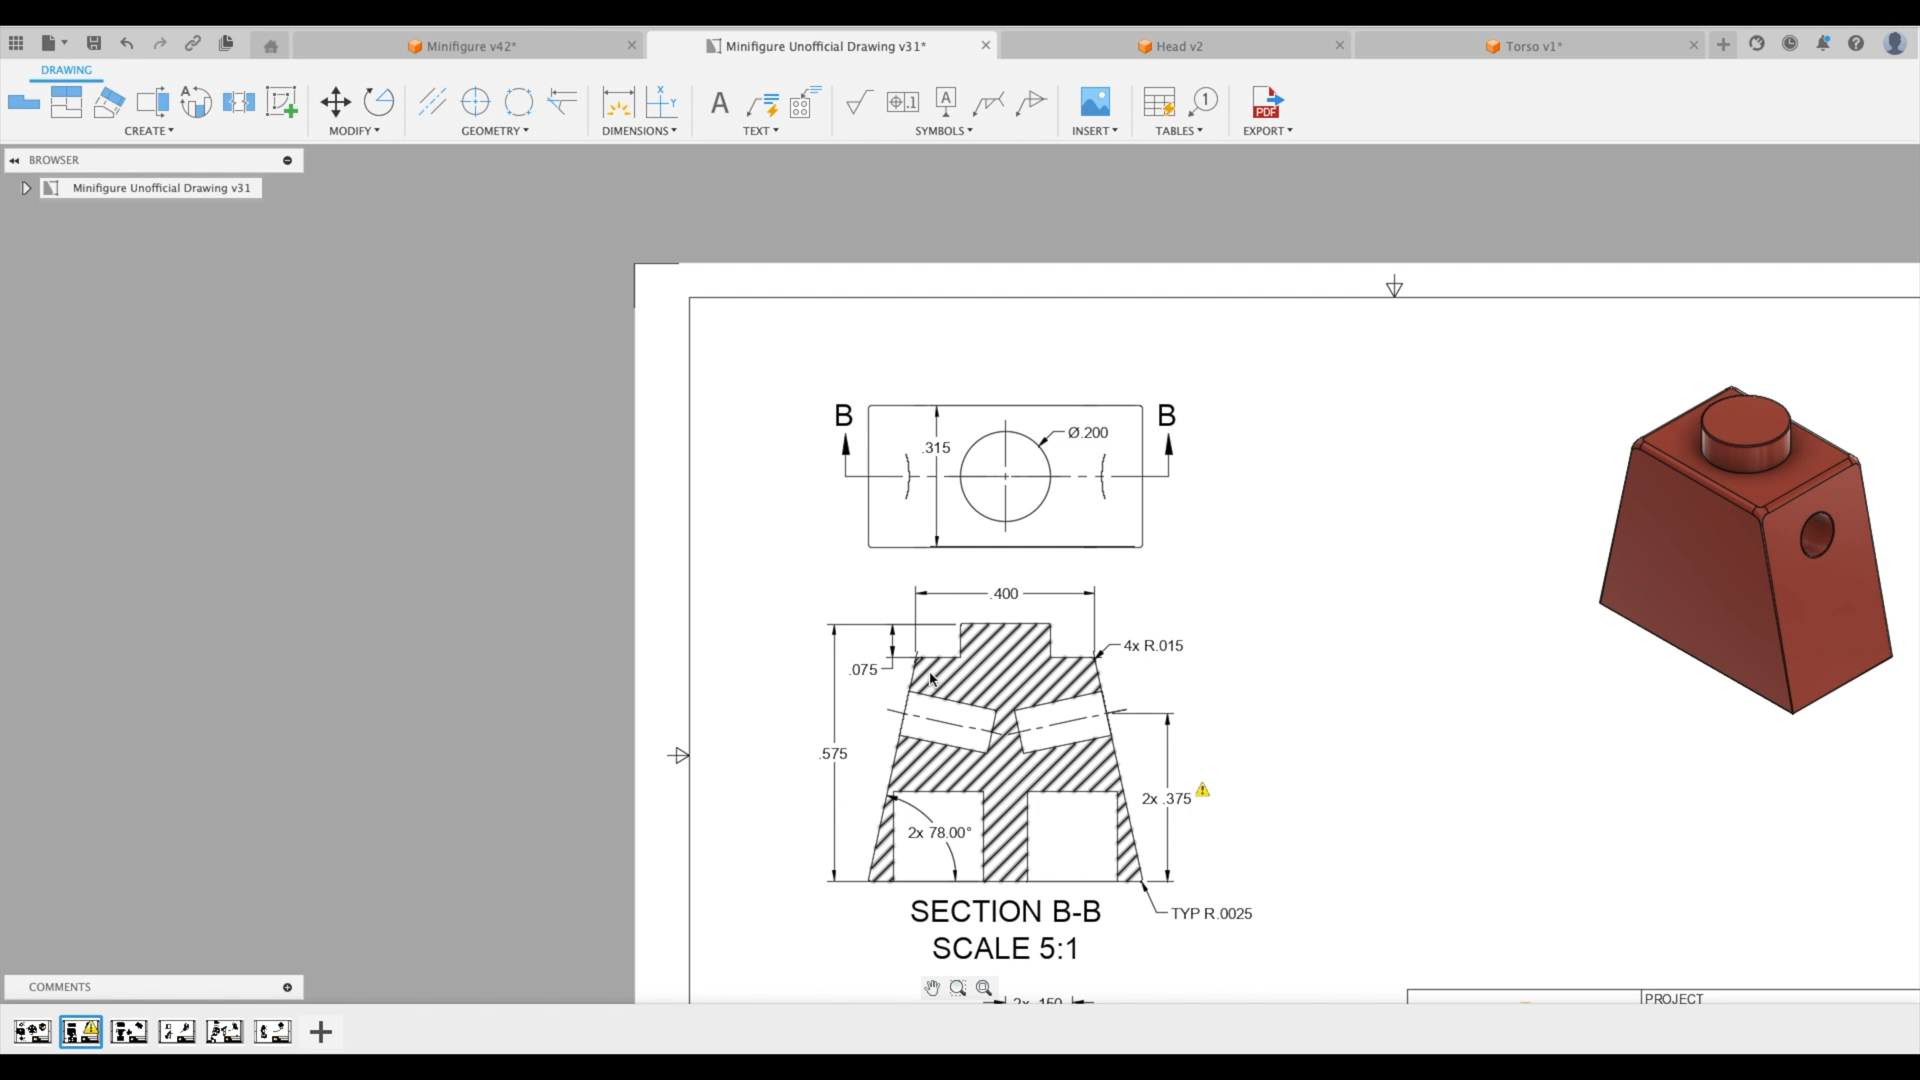 Minifigure v42*
Minifigure Unofficial Drawing v31*
Head v2
Torso v1*
DRAWING
CREATE
MODIFY
GEOMETRY
DIMENSIONS
TEXT
SYMBOLS
INSERT
TABLES
EXPORT
BROWSER
Minifigure Unofficial Drawing v31
B
B
Ø.200
.315
.400
4x R.015
.075
.575
2x .375
2x 78.00°
TYP R.0025
SECTION B-B
SCALE 5:1
2x .150
PROJECT
COMMENTS